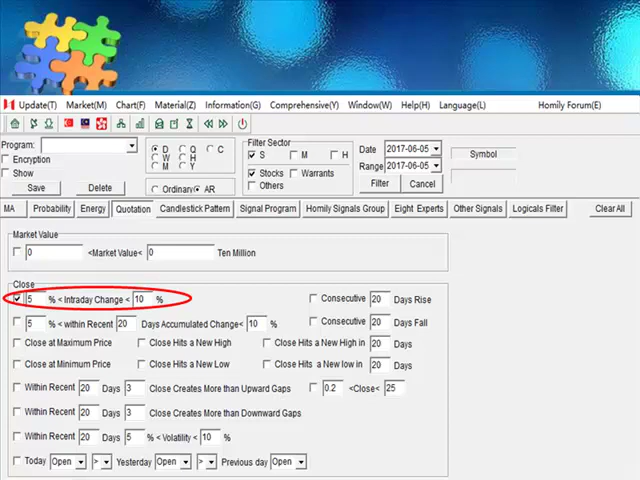 Update(T) Market(M) Chart(F) Material(Z) Information(G) Comprehensive(Y) Window(W) Help(H) Language(L) Homily Forum(E)
Program: D Q C Filter Sector Date 2017-06-05 Symbol
Encryption W H S M H Range 2017-06-05
Show M Y Stocks Warrants
Save Delete Ordinary AR Others Filter Cancel
MA Probability Energy Quotation Candlestick Pattern Signal Program Homily Signals Group Eight Experts Other Signals Logicals Filter Clear All
Market Value
0 <Market Value< 0 Ten Million
Close
5 % < Intraday Change < 10 % Consecutive 20 Days Rise
5 % < within Recent 20 Days Accumulated Change< 10 % Consecutive 20 Days Fall
Close at Maximum Price Close Hits a New High Close Hits a New High in 20 Days
Close at Minimum Price Close Hits a New Low Close Hits a New low in 20 Days
Within Recent 20 Days 3 Close Creates More than Upward Gaps 0.2 <Close< 25
Within Recent 20 Days 3 Close Creates More than Downward Gaps
Within Recent 20 Days 5 % < Volatility < 10 %
Today Open > Yesterday Open > Previous day Open